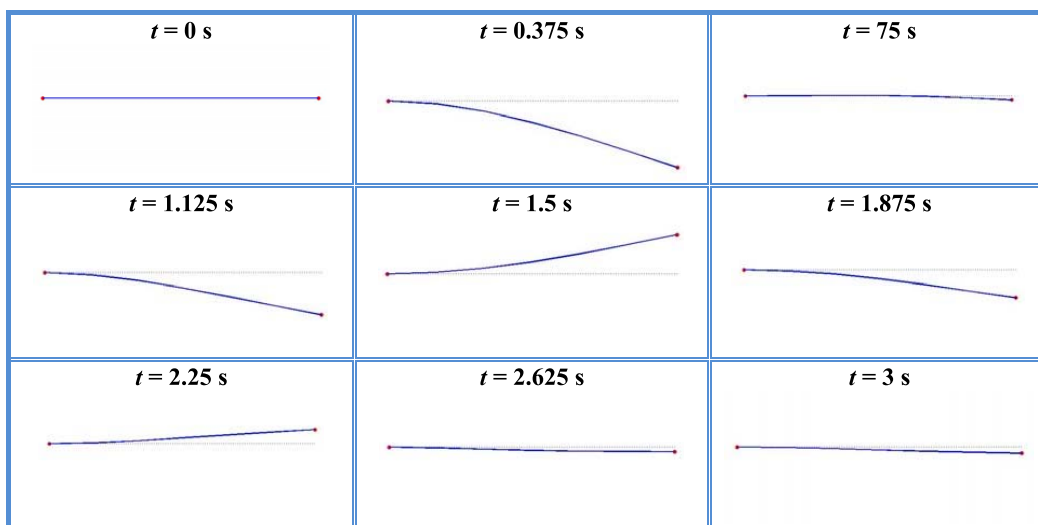 t = 0 s
t = 0.375 s
t = 75 s
t = 1.125 s
t = 1.5 s
t = 1.875 s
t = 2.25 s
t = 2.625 s
t = 3 s